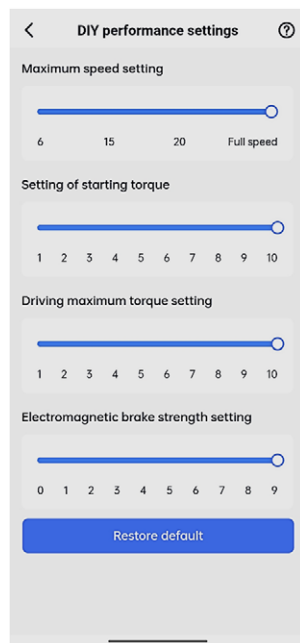 DIY performance settings
Maximum speed setting
6 15 20 Full speed
Setting of starting torque
1 2 3 4 5 6 7 8 9 10
Driving maximum torque setting
1 2 3 4 5 6 7 8 9 10
Electromagnetic brake strength setting
0 1 2 3 4 5 6 7 8 9
Restore default